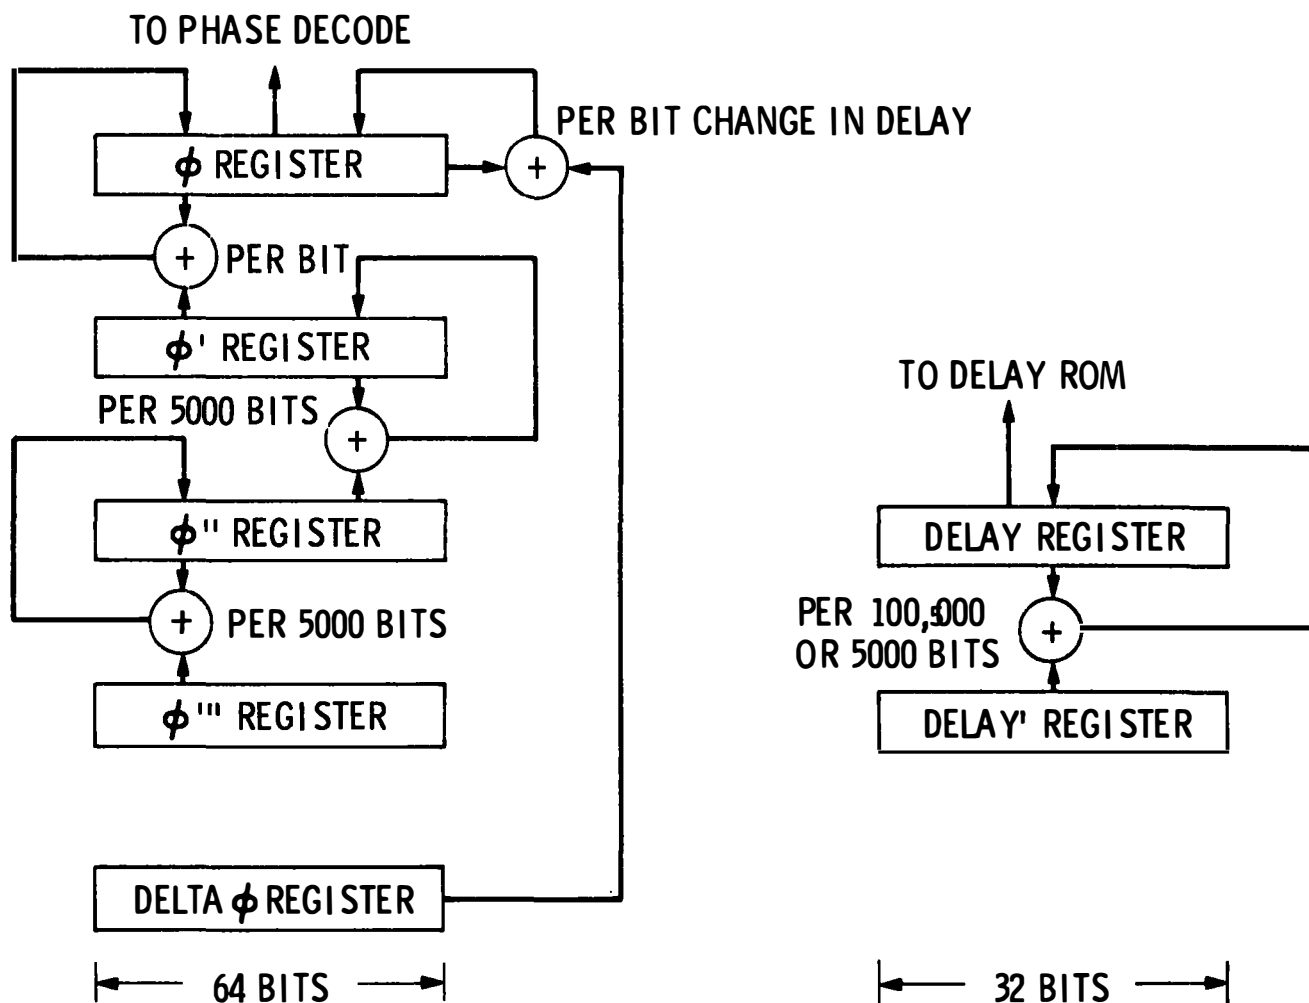 TO PHASE DECODE
PER BIT CHANGE IN DELAY
ϕ REGISTER
+
+
PER BIT
ϕ' REGISTER
PER 5000 BITS
+
ϕ'' REGISTER
+
PER 5000 BITS
ϕ''' REGISTER
DELTA ϕ REGISTER
64 BITS
TO DELAY ROM
DELAY REGISTER
PER 100,000
OR 5000 BITS
+
DELAY' REGISTER
32 BITS